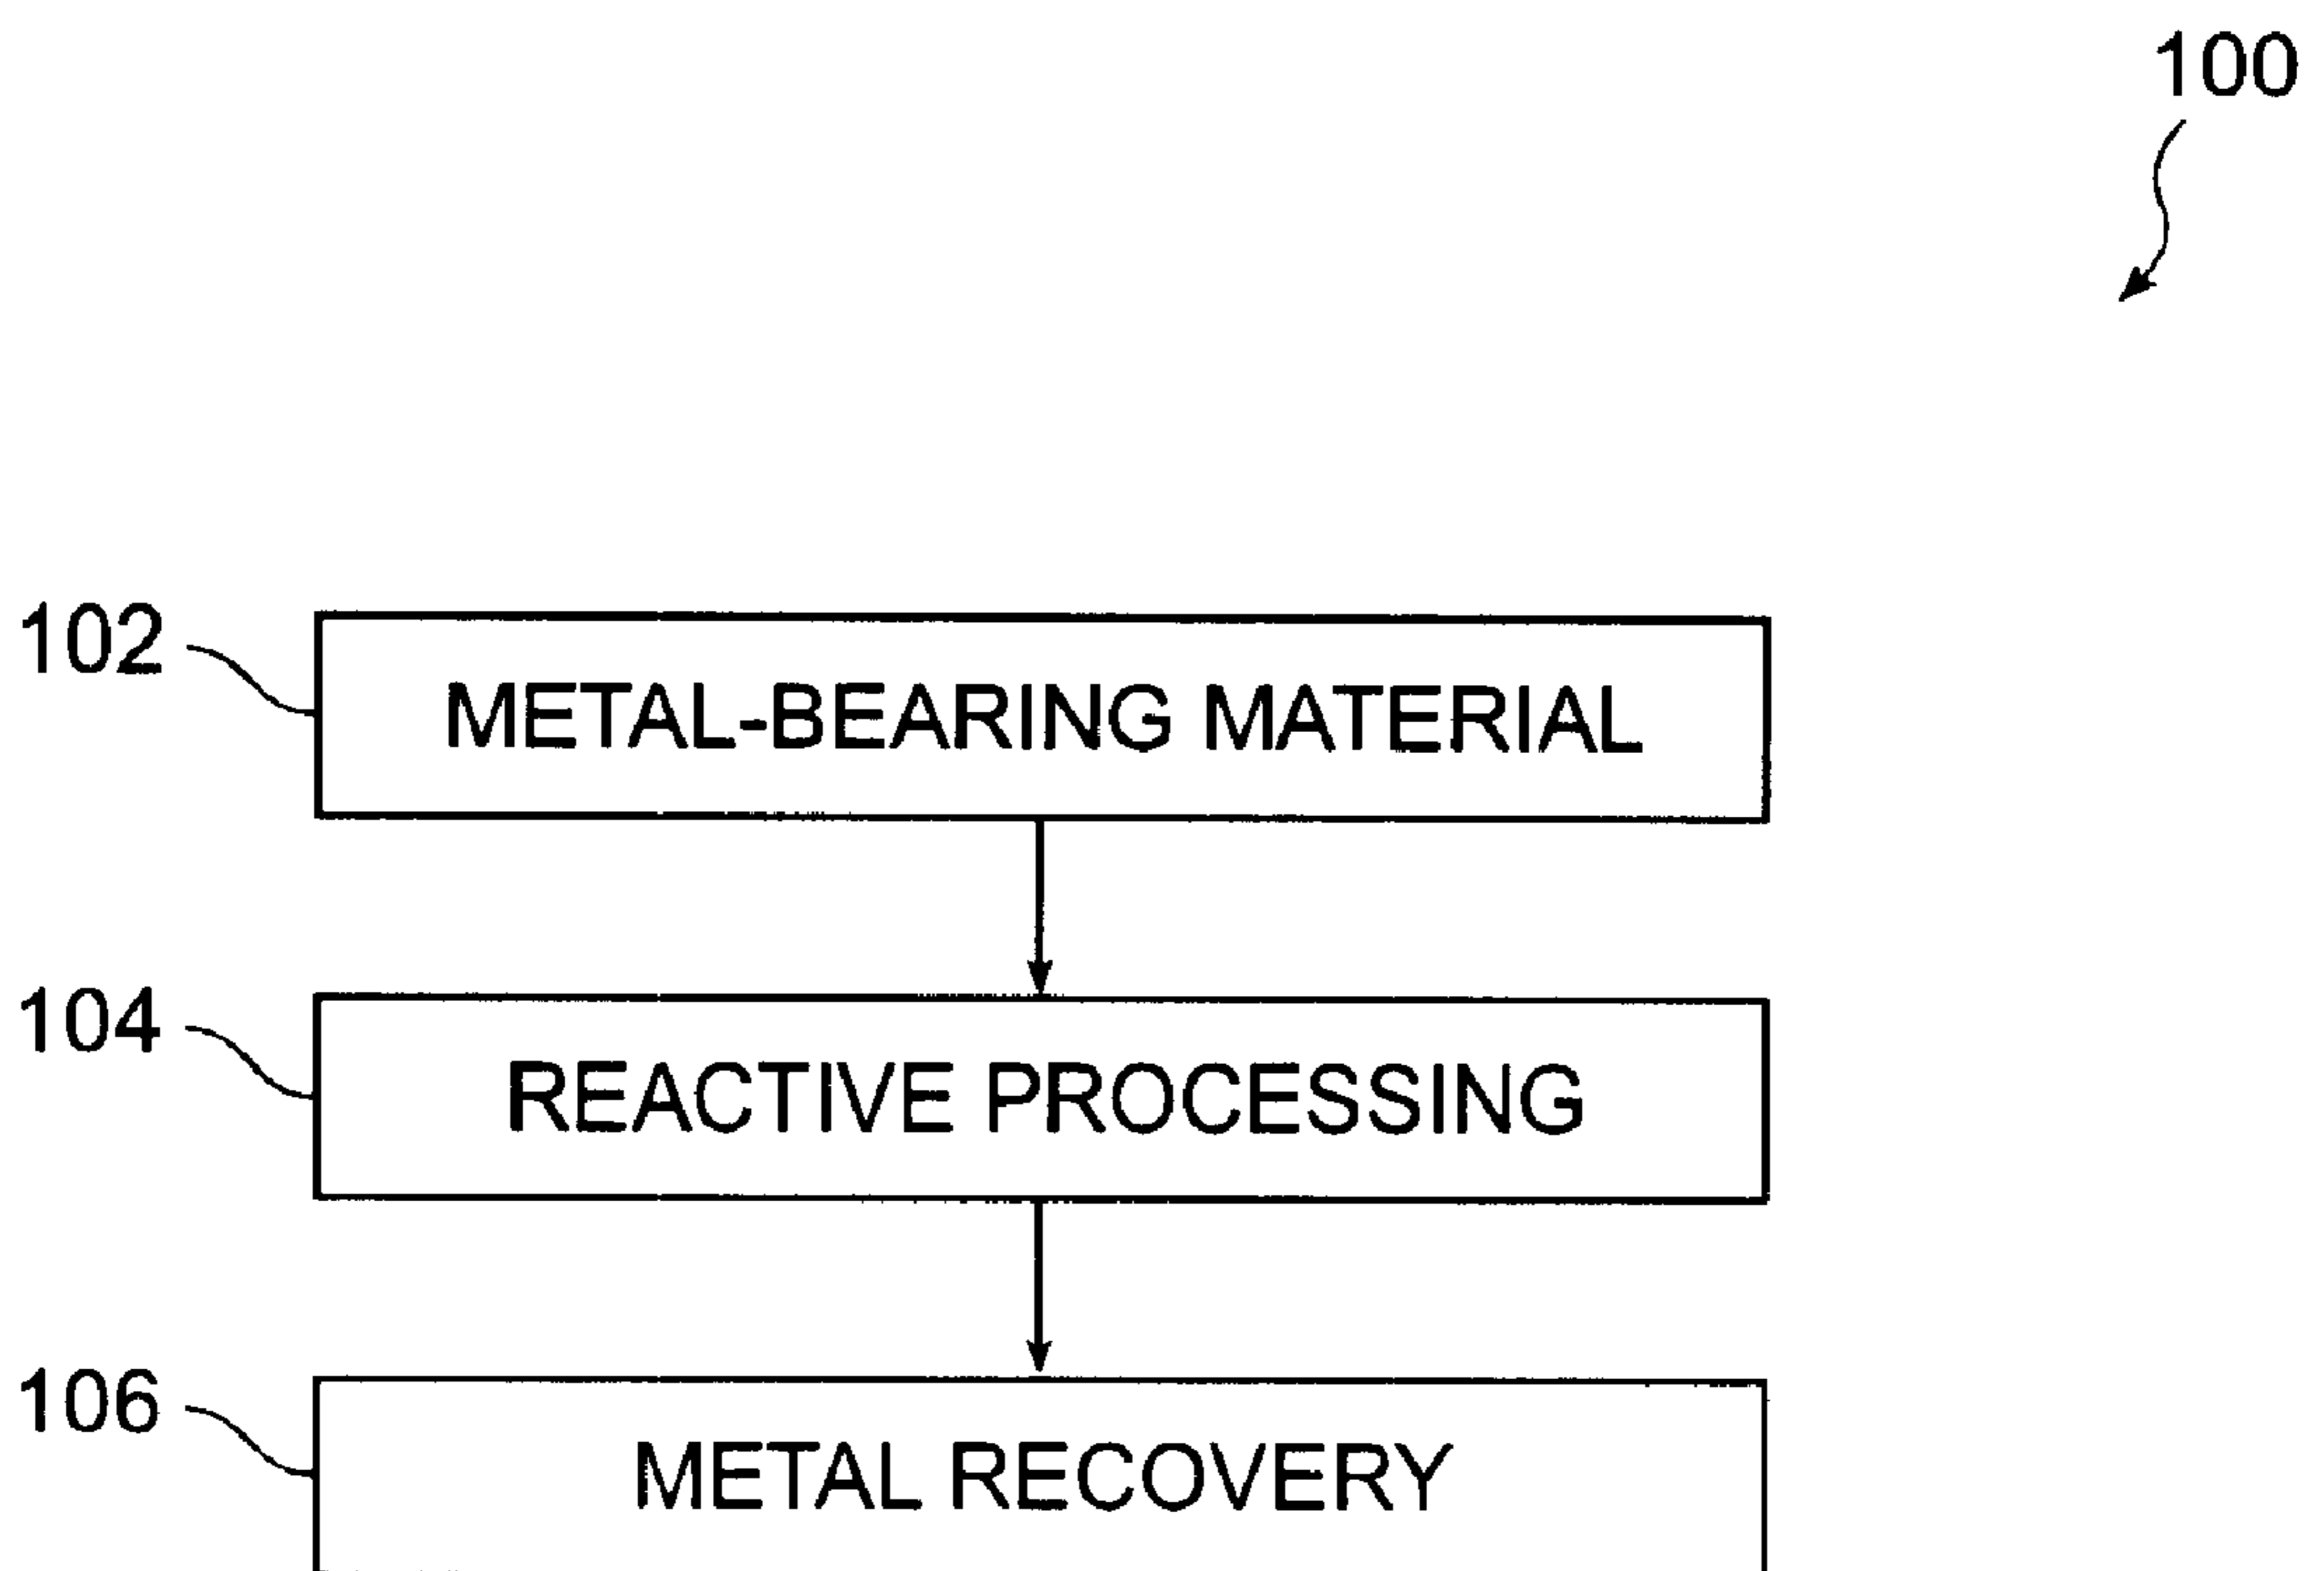 100
102
METAL-BEARING MATERIAL
104
REACTIVE PROCESSING
106
METAL RECOVERY